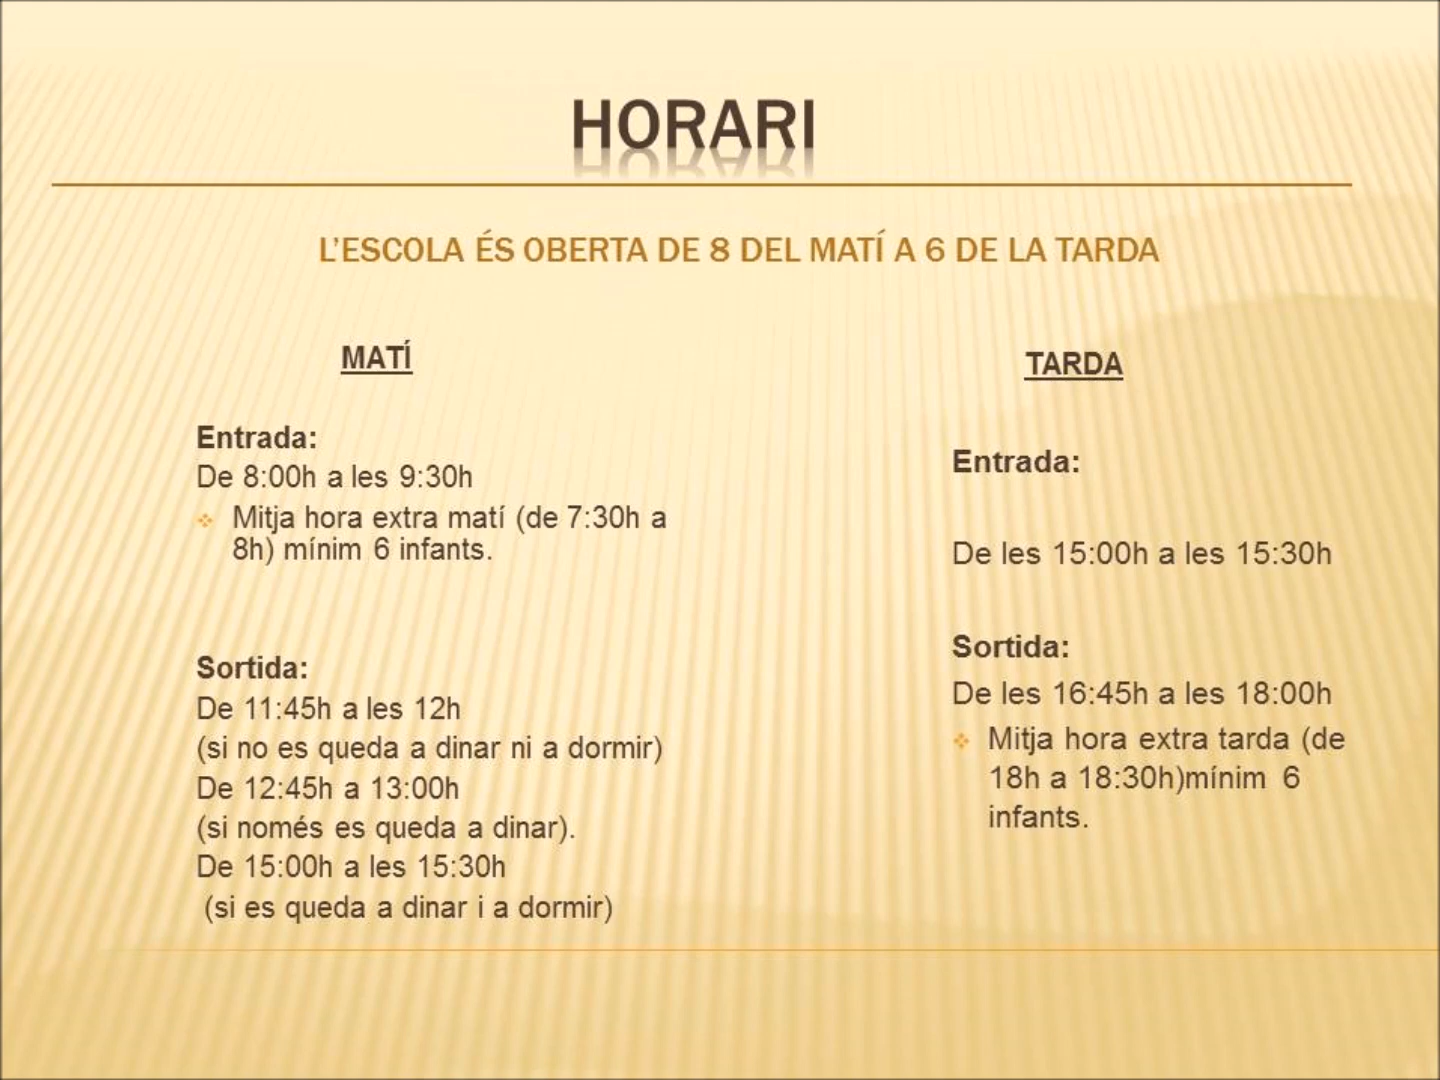 HORARI
L'ESCOLA ÉS OBERTA DE 8 DEL MATÍ A 6 DE LA TARDA
MATÍ
Entrada:
De 8:00h a les 9:30h
Mitja hora extra matí (de 7:30h a
8h) mínim 6 infants.
Sortida:
De 11:45h a les 12h
(si no es queda a dinar ni a dormir)
De 12:45h a 13:00h
(si només es queda a dinar).
De 15:00h a les 15:30h
(si es queda a dinar i a dormir)
TARDA
Entrada:
De les 15:00h a les 15:30h
Sortida:
De les 16:45h a les 18:00h
Mitja hora extra tarda (de
18h a 18:30h)mínim 6
infants.